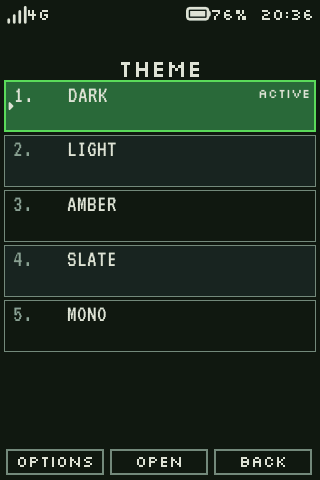 4G 76% 20:36
THEME
1. DARK ACTIVE
2. LIGHT
3. AMBER
4. SLATE
5. MONO
OPTIONS OPEN BACK